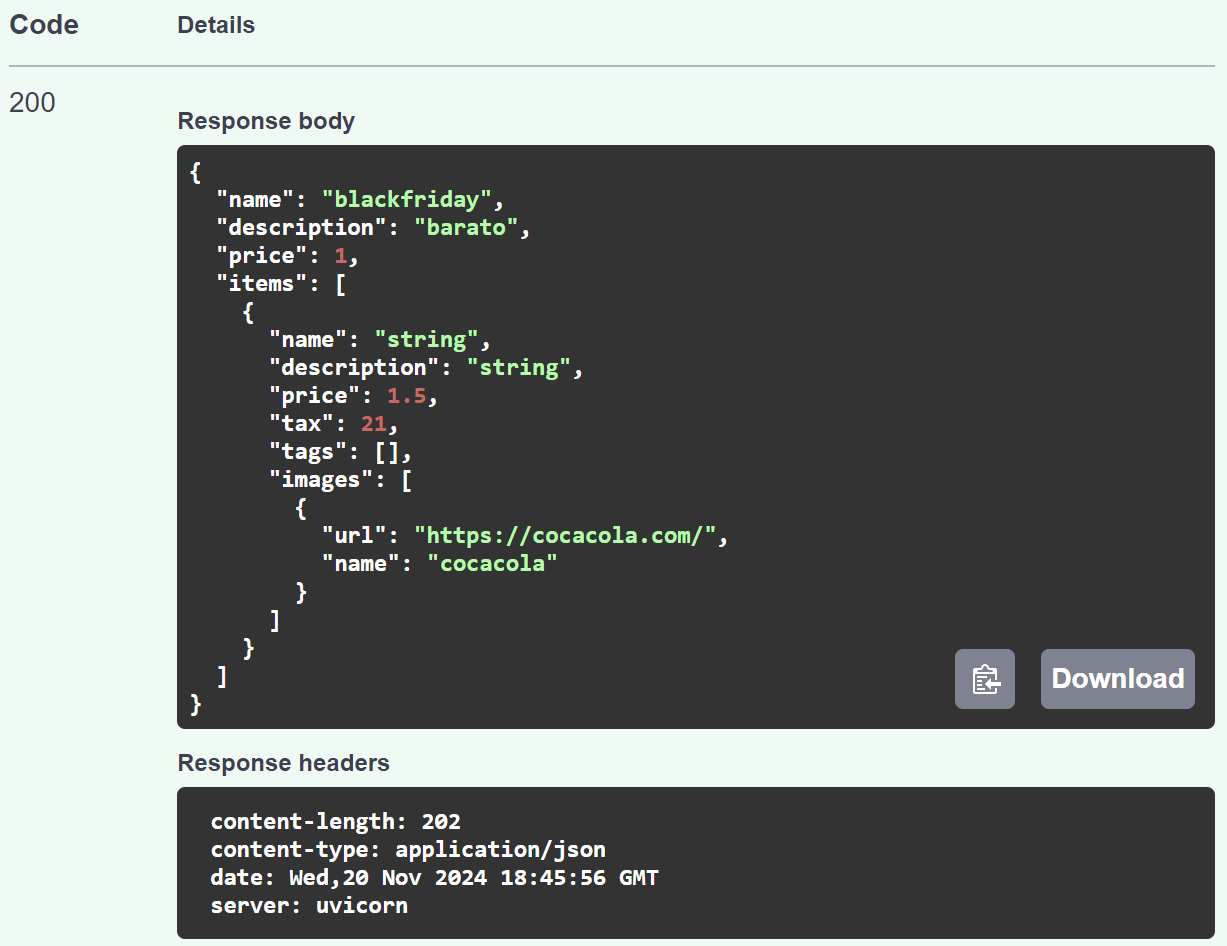 Code Details
200
Response body
{
  "name": "blackfriday",
  "description": "barato",
  "price": 1,
  "items": [
    {
      "name": "string",
      "description": "string",
      "price": 1.5,
      "tax": 21,
      "tags": [],
      "images": [
        {
          "url": "https://cocacola.com/",
          "name": "cocacola"
        }
      ]
    }
  ]
}
Download
Response headers
content-length: 202
content-type: application/json
date: Wed,20 Nov 2024 18:45:56 GMT
server: uvicorn